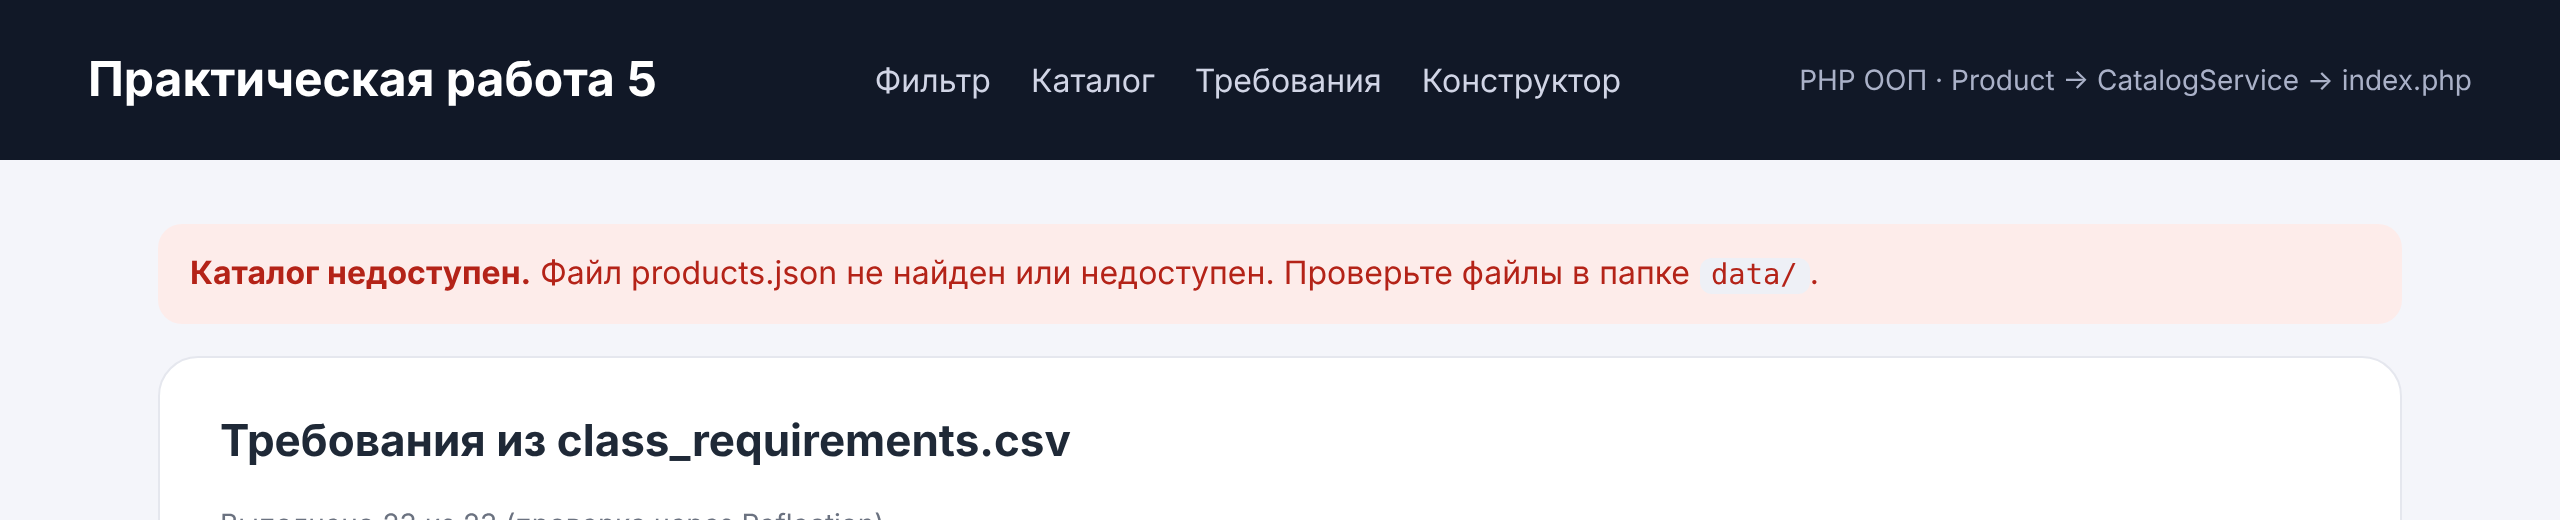 Практическая работа 5
Фильтр Каталог Требования Конструктор
PHP ООП · Product → CatalogService → index.php
Каталог недоступен. Файл products.json не найден или недоступен. Проверьте файлы в папке data/ .
Требования из class_requirements.csv